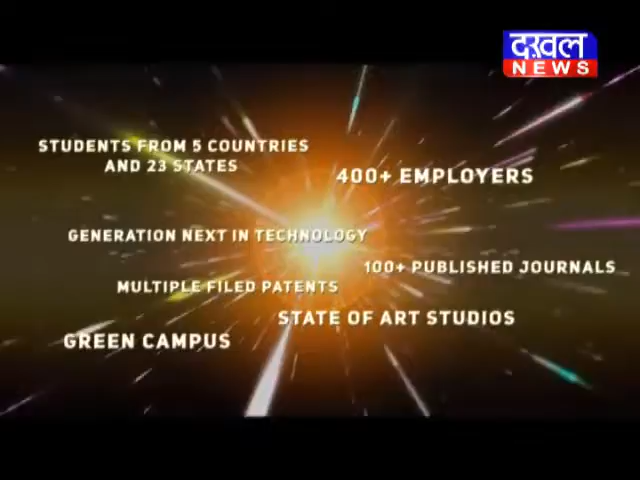 दख़ल
NEWS
STUDENTS FROM 5 COUNTRIES
AND 23 STATES
400+ EMPLOYERS
GENERATION NEXT IN TECHNOLOGY
100+ PUBLISHED JOURNALS
MULTIPLE FILED PATENTS
STATE OF ART STUDIOS
GREEN CAMPUS